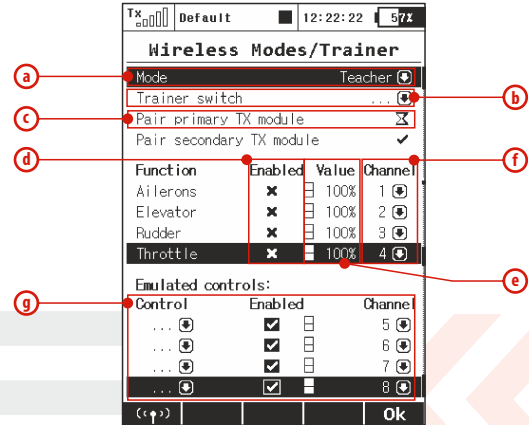 Tx Default 12:22:22 57%
Wireless Modes/Trainer
a
Mode Teacher
b
Trainer switch ...
c
Pair primary TX module
Pair secondary TX module
d
f
Function Enabled Value Channel
Ailerons 100% 1
Elevator 100% 2
Rudder 100% 3
Throttle 100% 4
e
Emulated controls:
g
Control Enabled Channel
... 5
... 6
... 7
... 8
Ok